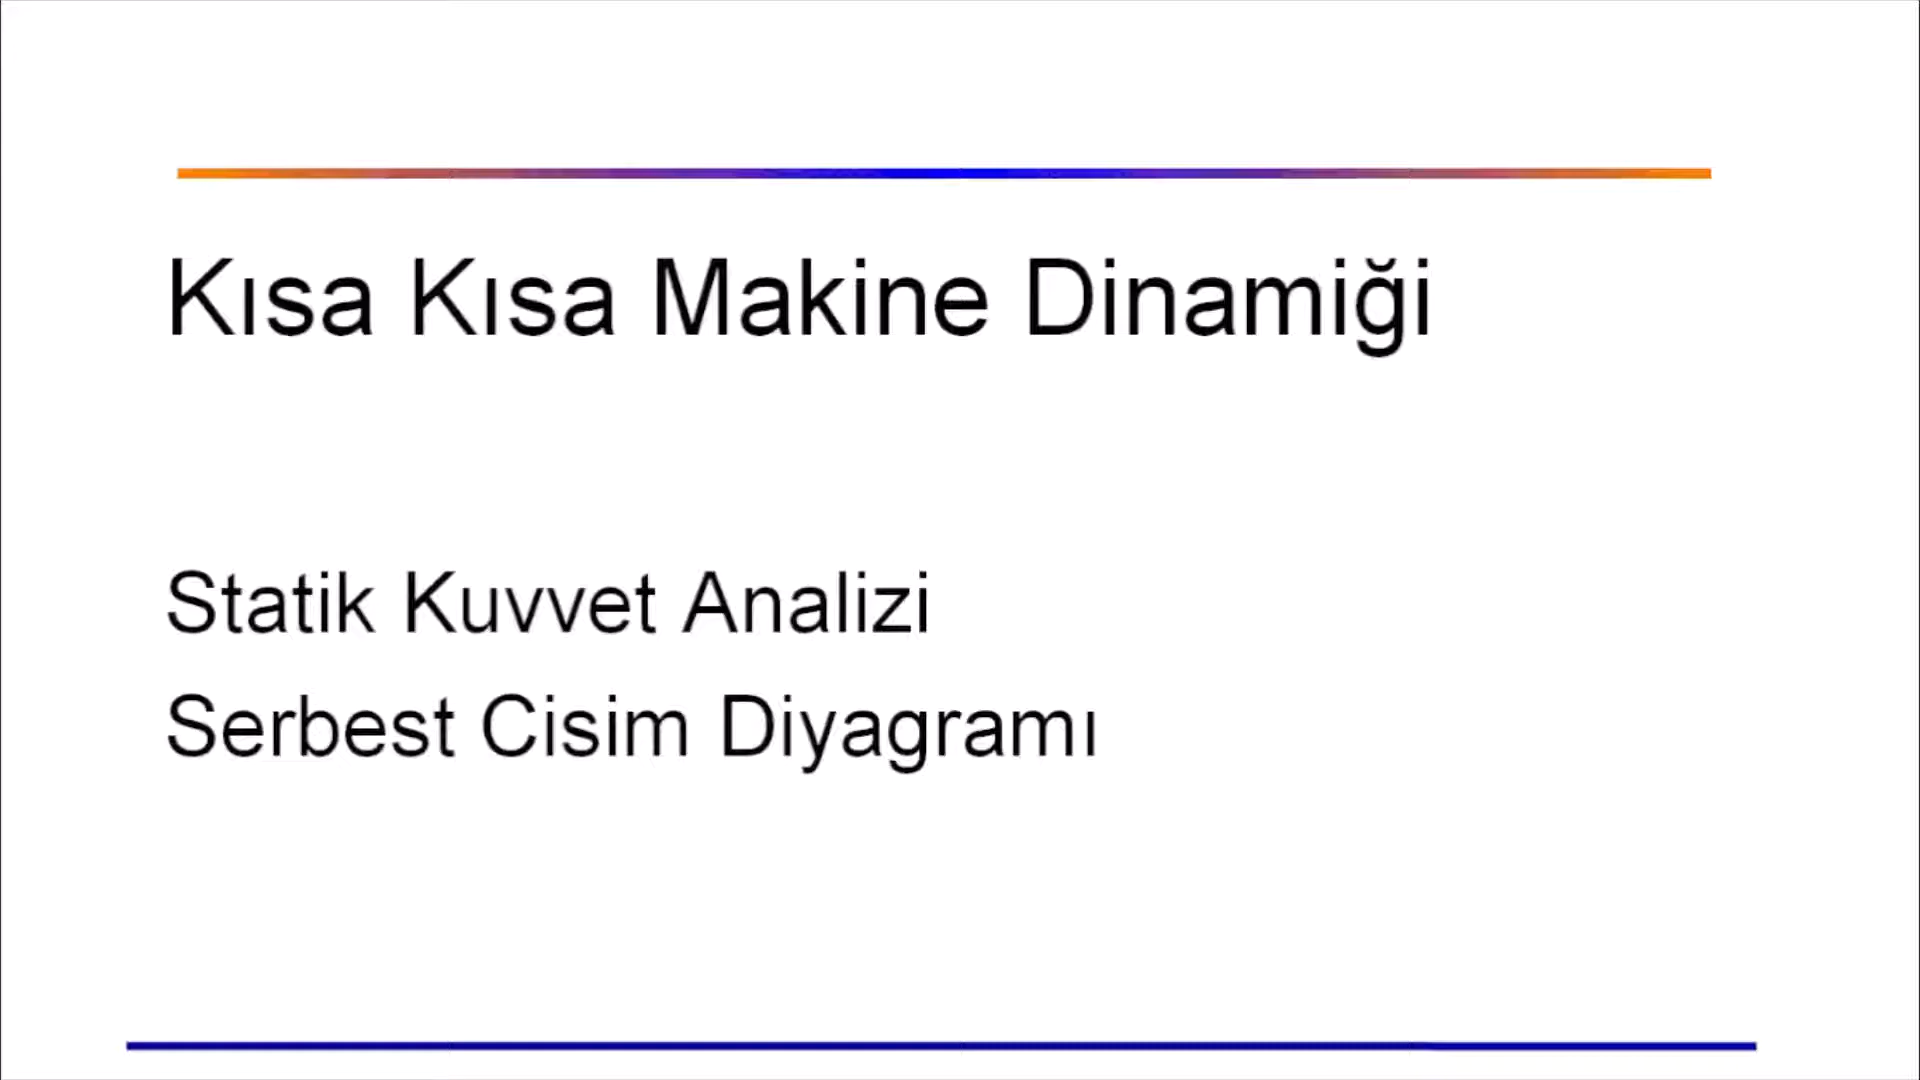 Kısa Kısa Makine Dinamiği
Statik Kuvvet Analizi
Serbest Cisim Diyagramı